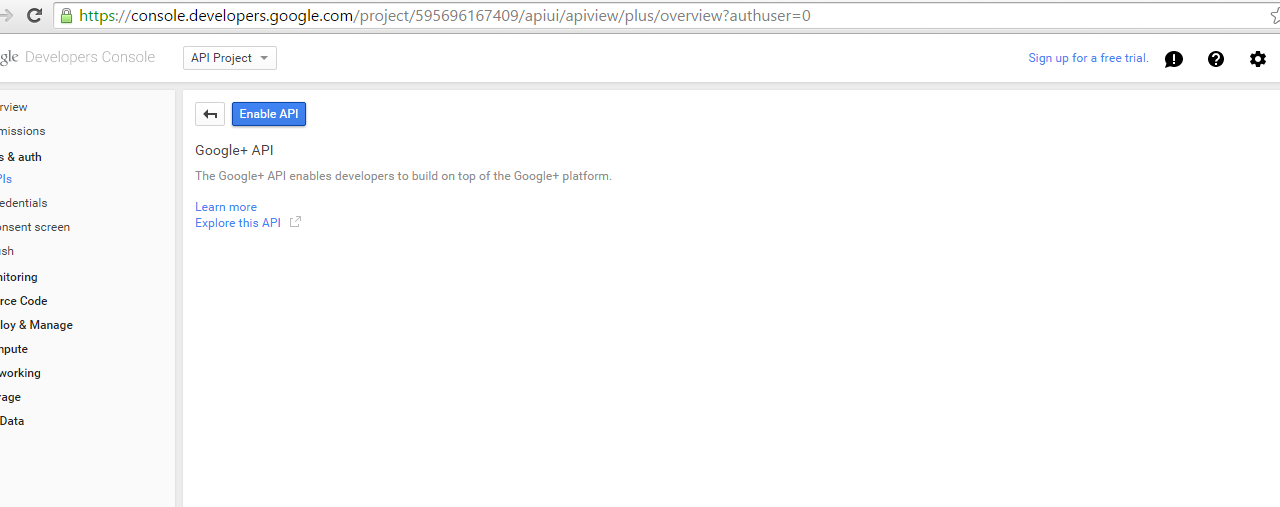 https://console.developers.google.com/project/595696167409/apiui/apiview/plus/overview?authuser=0
gle Developers Console
API Project
Sign up for a free trial.
rview
missions
s & auth
PIs
edentials
onsent screen
sh
nitoring
rce Code
loy & Manage
mpute
working
rage
Data
Enable API
Google+ API
The Google+ API enables developers to build on top of the Google+ platform.
Learn more
Explore this API